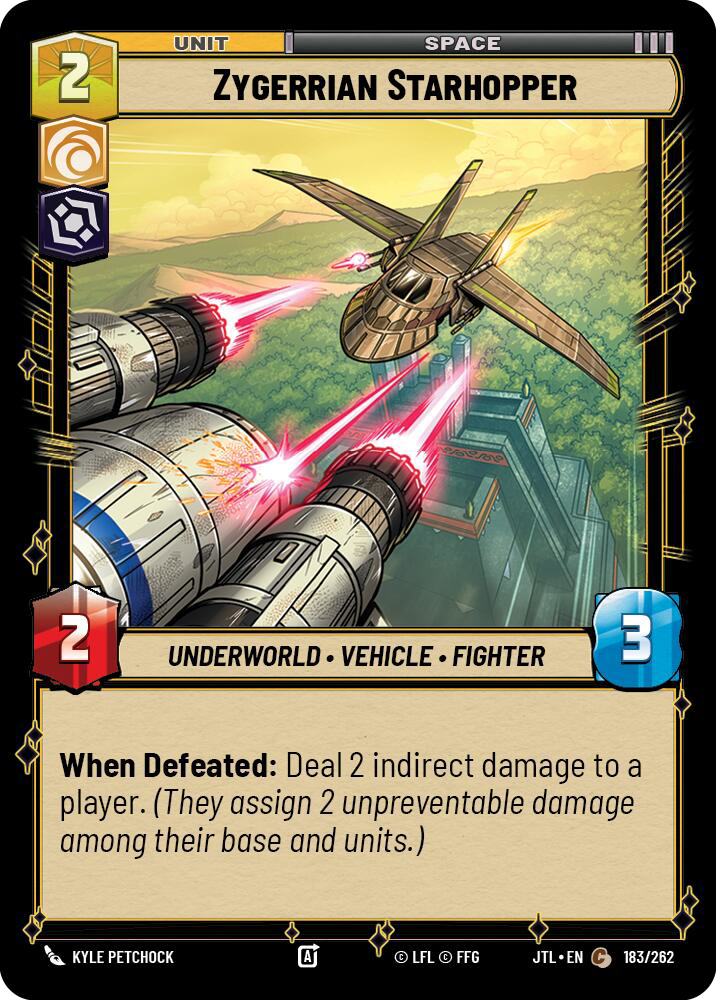 UNIT
SPACE
2
ZYGERRIAN STARHOPPER
2
UNDERWORLD • VEHICLE • FIGHTER
3
When Defeated: Deal 2 indirect damage to a
player. (They assign 2 unpreventable damage
among their base and units.)
KYLE PETCHOCK
A
© LFL © FFG
JTL • EN
C
183/262